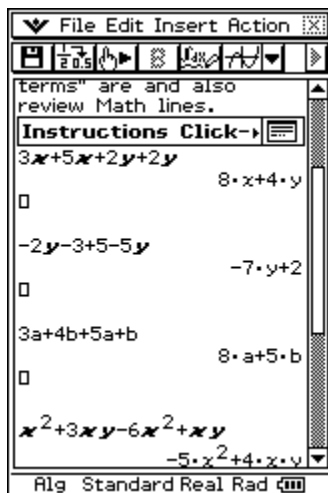 File Edit Insert Action
terms" are and also
review Math lines.
Instructions Click-
3x+5x+2y+2y
8·x+4·y
-2y-3+5-5y
-7·y+2
3a+4b+5a+b
8·a+5·b
x²+3xy-6x²+xy
-5·x²+4·x·y
Alg Standard Real Rad